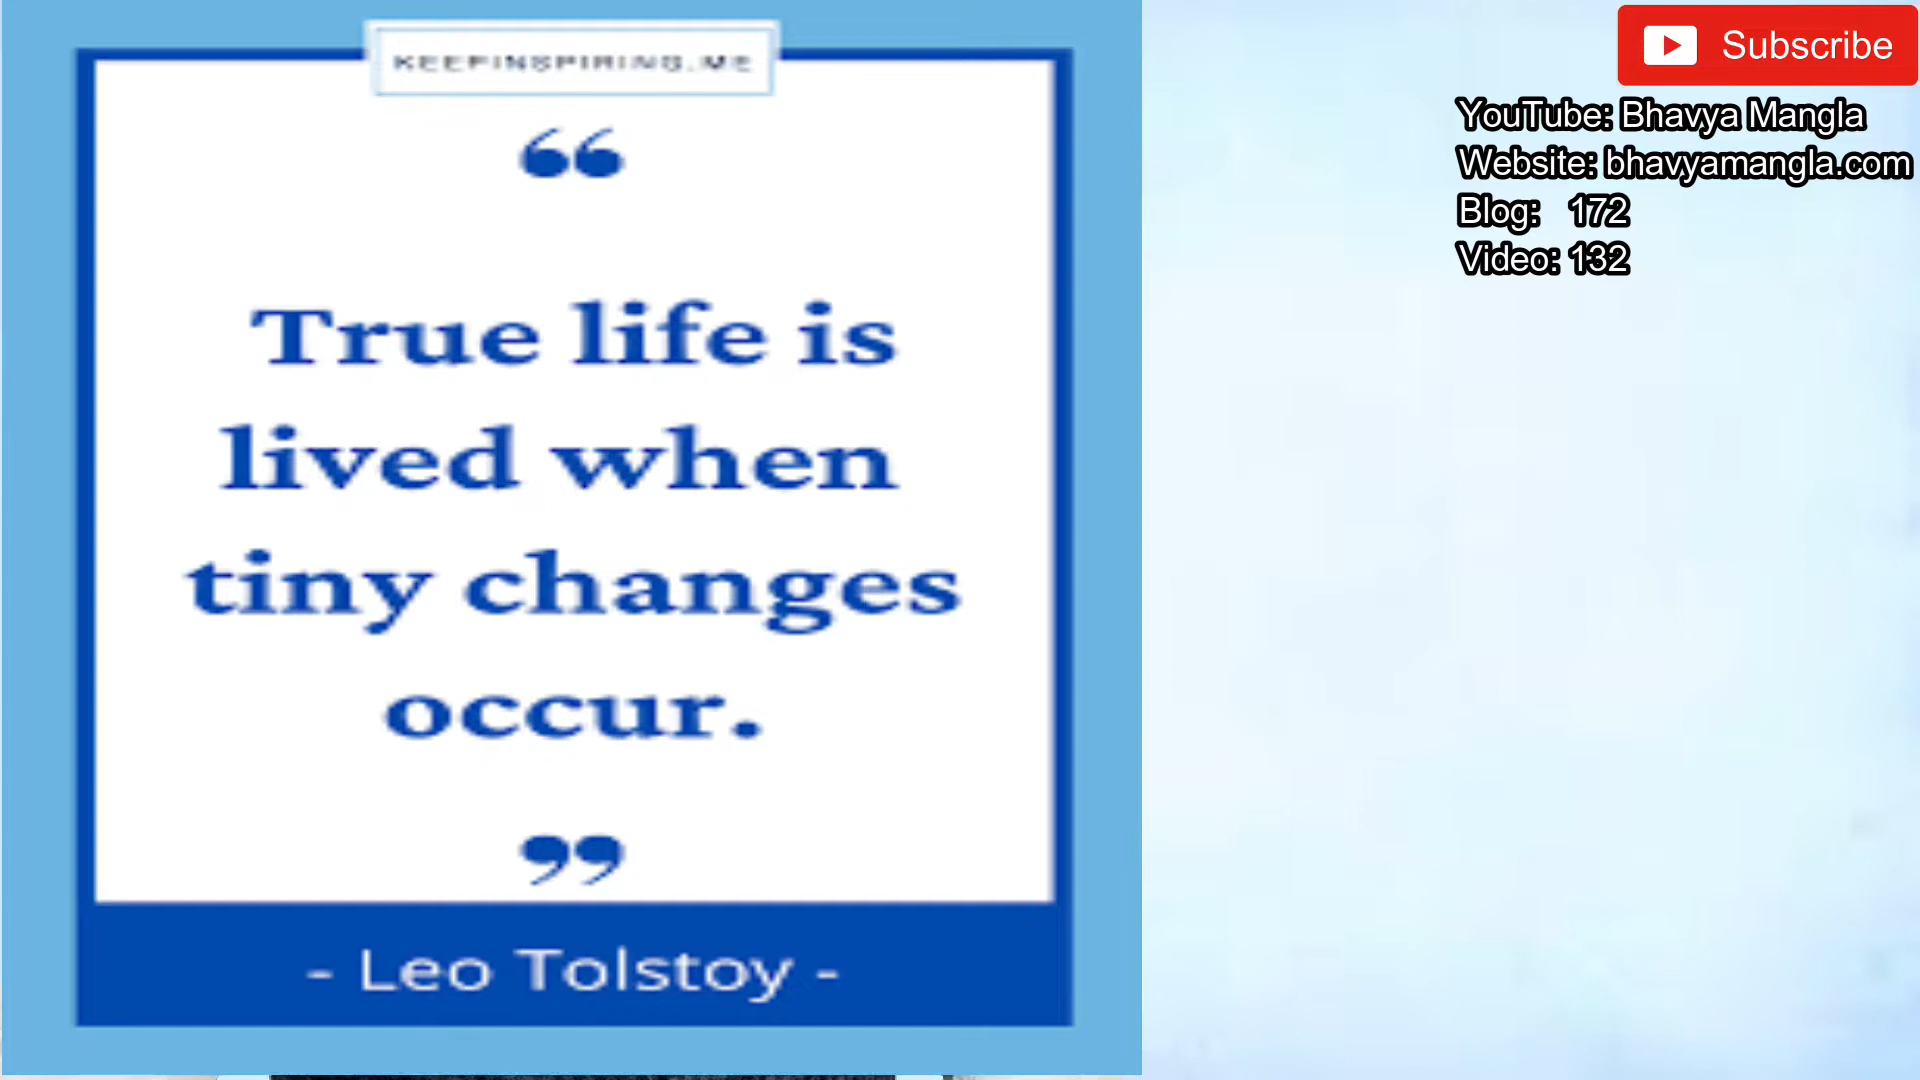 KEEPINSPIRING.ME
❝
True life is
lived when
tiny changes
occur.
❞
- Leo Tolstoy -
Subscribe
YouTube: Bhavya Mangla
Website: bhavyamangla.com
Blog: 172
Video: 132